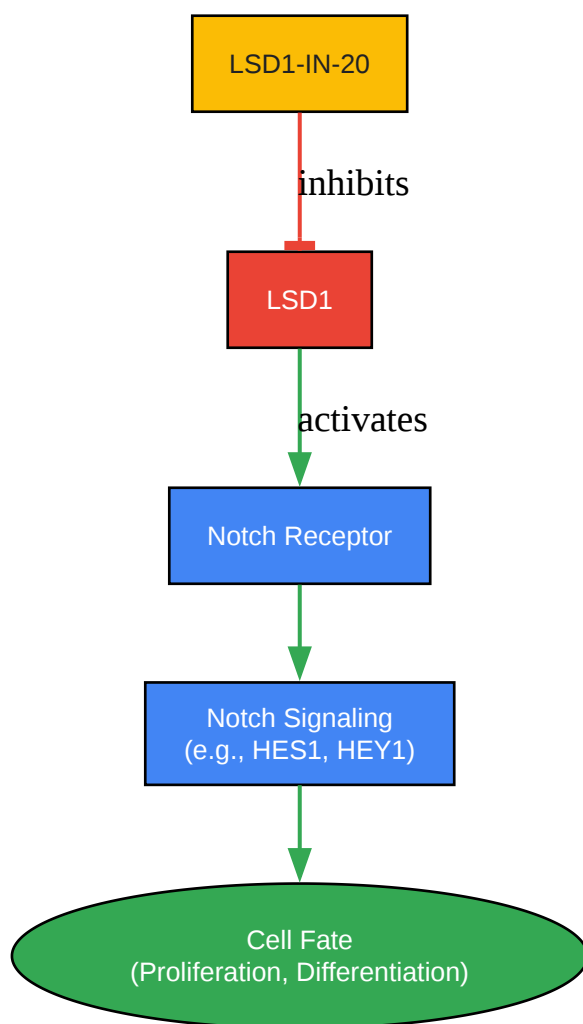 LSD1-IN-20
inhibits
LSD1
activates
Notch Receptor
Notch Signaling
(e.g., HES1, HEY1)
Cell Fate
(Proliferation, Differentiation)